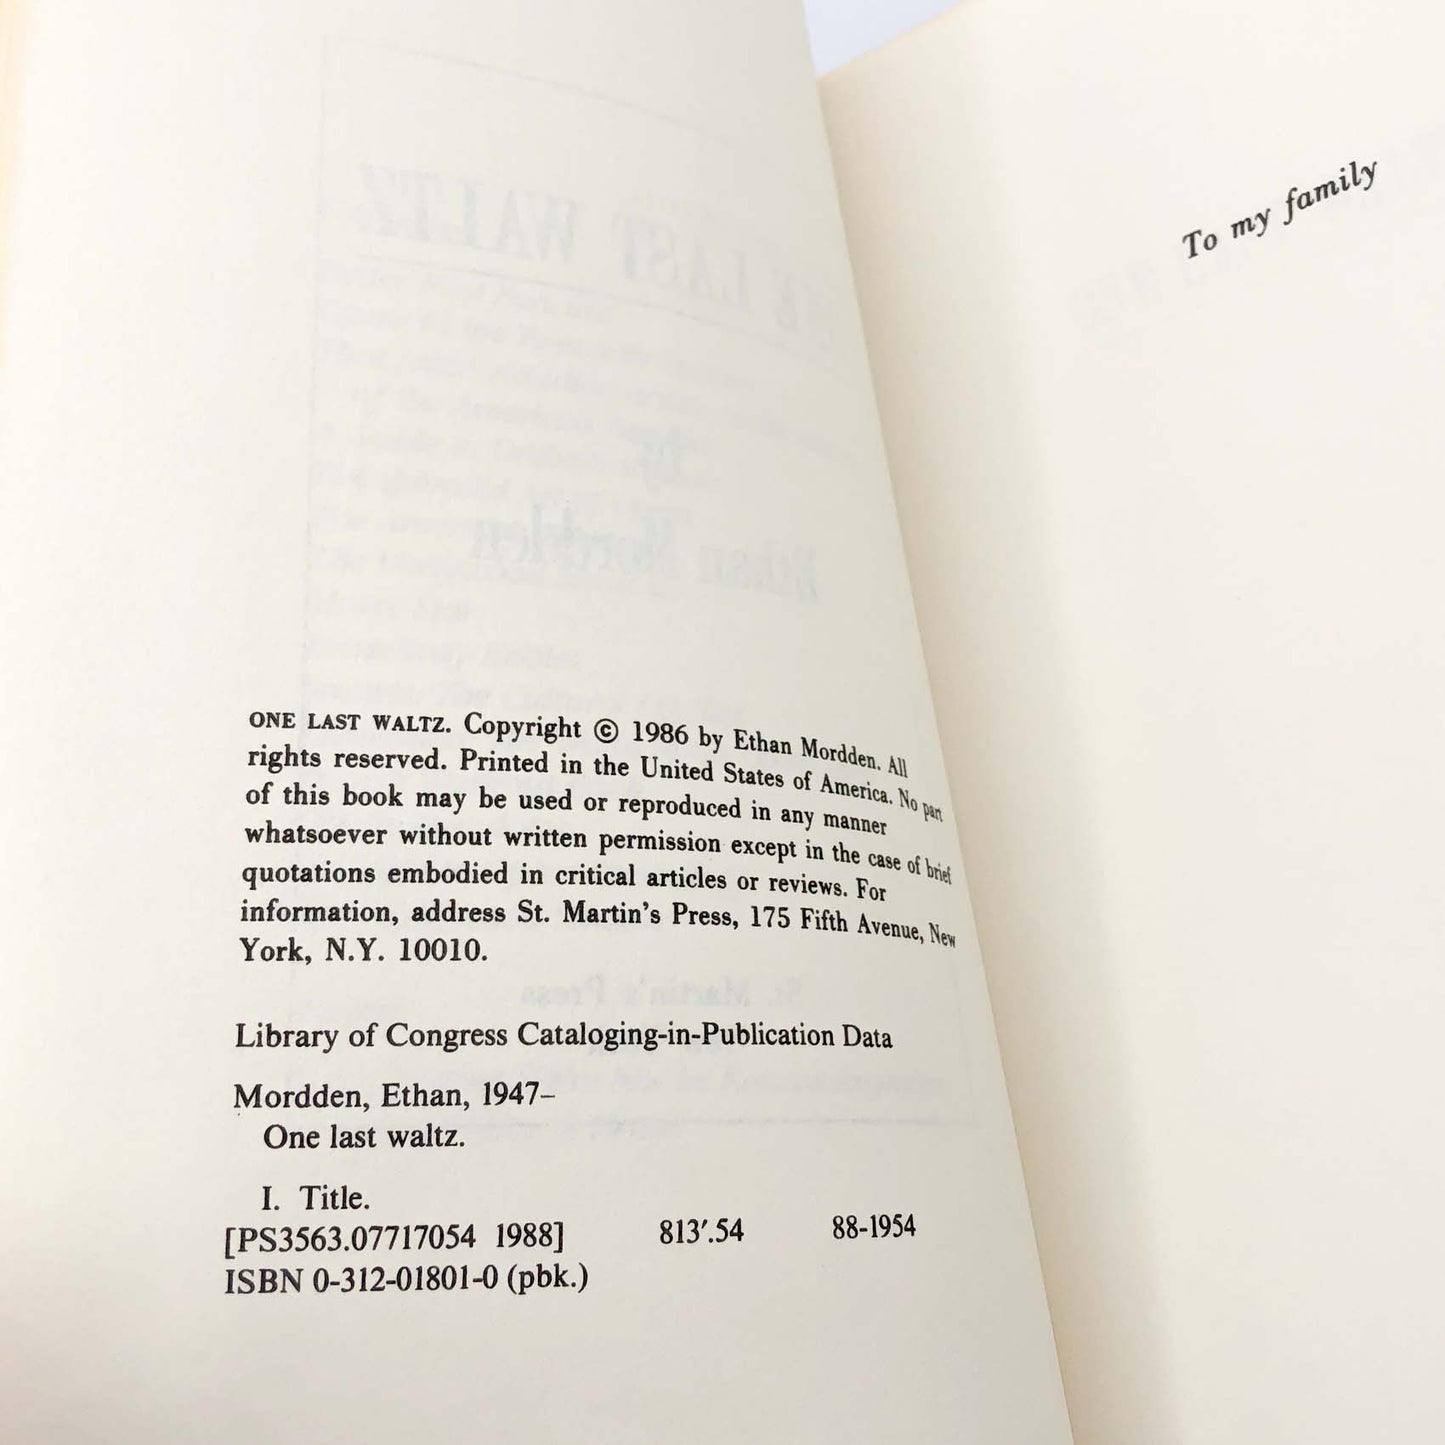 ONE LAST WALTZ. Copyright © 1986 by Ethan Mordden. All
rights reserved. Printed in the United States of America. No part
of this book may be used or reproduced in any manner
whatsoever without written permission except in the case of brief
quotations embodied in critical articles or reviews. For
information, address St. Martin's Press, 175 Fifth Avenue, New
York, N.Y. 10010.
Library of Congress Cataloging-in-Publication Data
Mordden, Ethan, 1947–
One last waltz.
I. Title.
[PS3563.07717054 1988] 813′.54 88-1954
ISBN 0-312-01801-0 (pbk.)
To my family